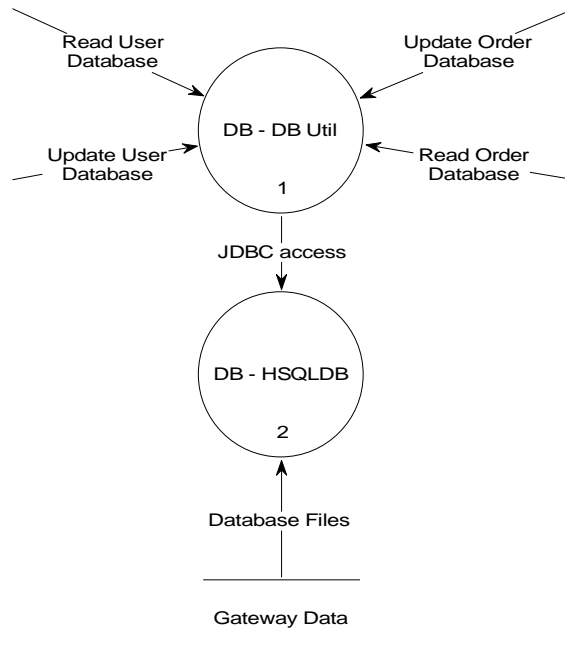 Read User
Database
Update Order
Database
DB - DB Util
Update User
Database
Read Order
Database
1
JDBC access
DB - HSQLDB
2
Database Files
Gateway Data